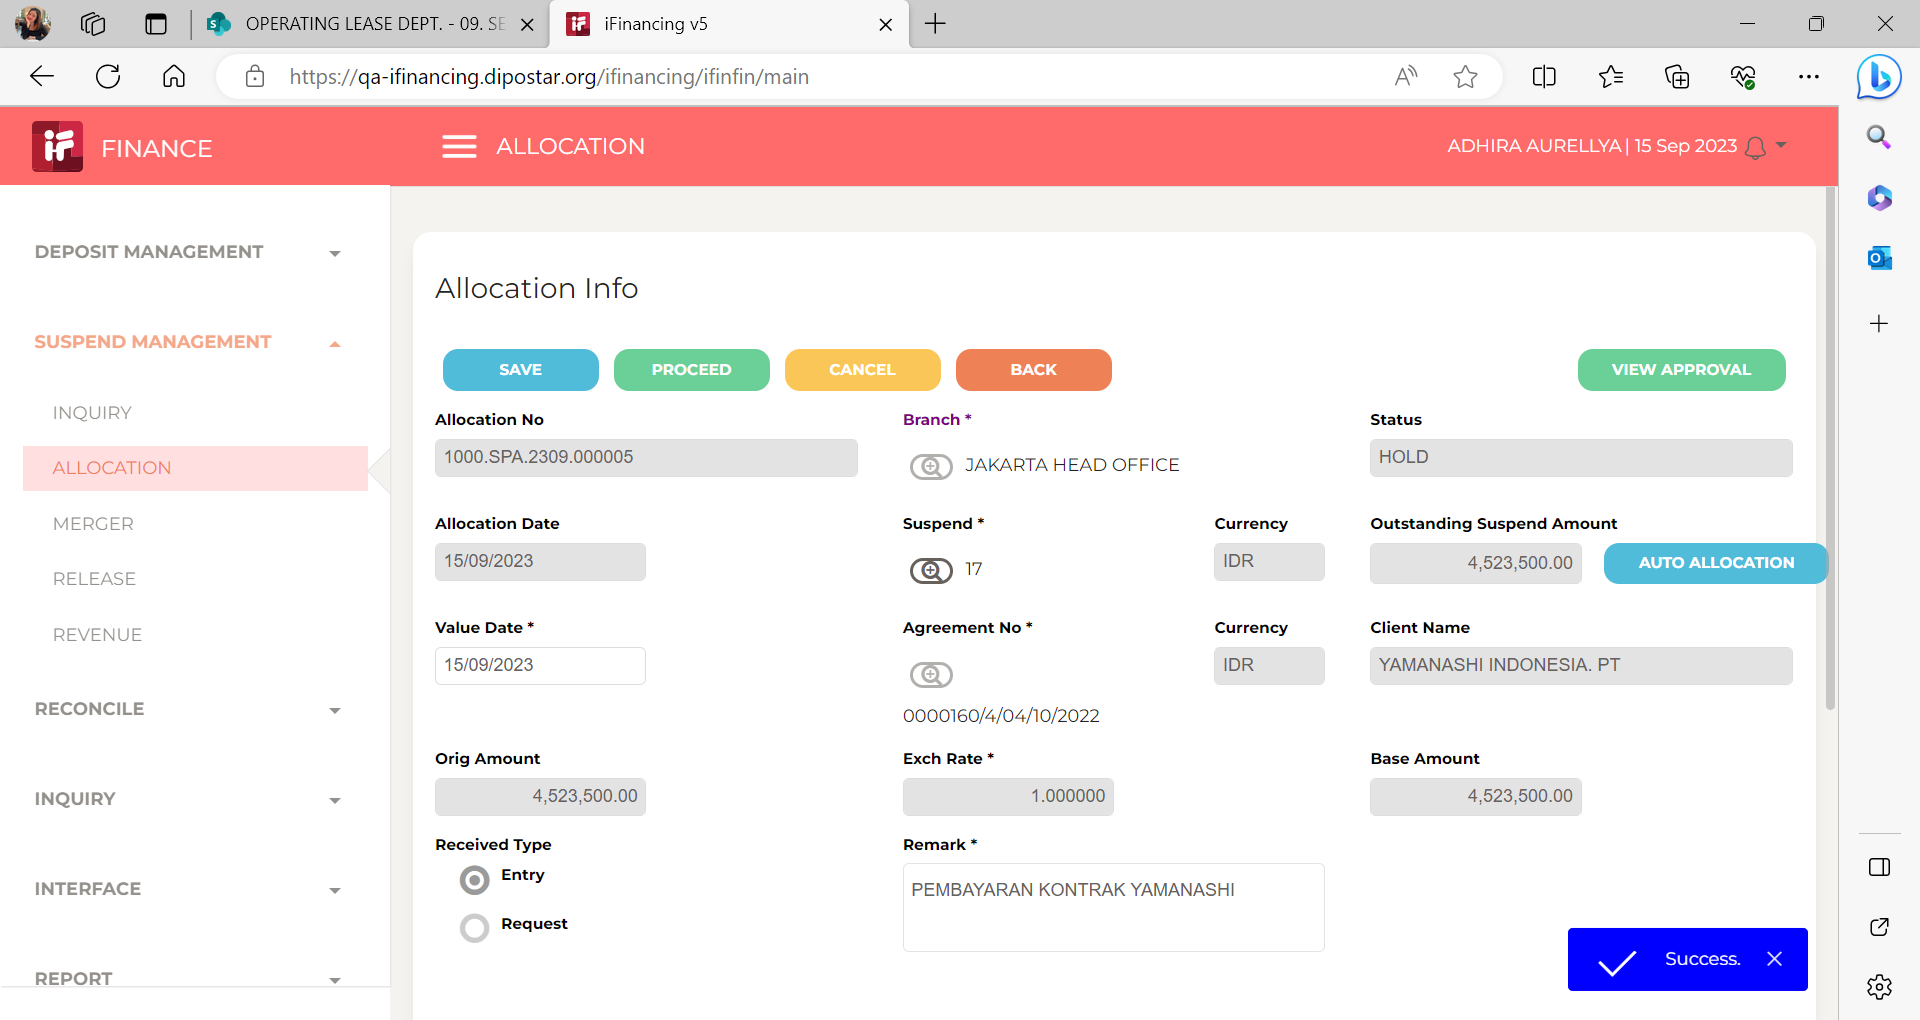 OPERATING LEASE DEPT. - 09. SE
iFinancing v5
https://qa-ifinancing.dipostar.org/ifinancing/ifinfin/main
iF FINANCE
ALLOCATION
ADHIRA AURELLYA | 15 Sep 2023
DEPOSIT MANAGEMENT
SUSPEND MANAGEMENT
INQUIRY
ALLOCATION
MERGER
RELEASE
REVENUE
RECONCILE
INQUIRY
INTERFACE
REPORT
Allocation Info
SAVE PROCEED CANCEL BACK VIEW APPROVAL
Allocation No Branch * Status
1000.SPA.2309.000005 JAKARTA HEAD OFFICE HOLD
Allocation Date Suspend * Currency Outstanding Suspend Amount
15/09/2023 17 IDR 4,523,500.00 AUTO ALLOCATION
Value Date * Agreement No * Currency Client Name
15/09/2023 IDR YAMANASHI INDONESIA. PT
0000160/4/04/10/2022
Orig Amount Exch Rate * Base Amount
4,523,500.00 1.000000 4,523,500.00
Received Type Remark *
Entry
PEMBAYARAN KONTRAK YAMANASHI
Request
Success.